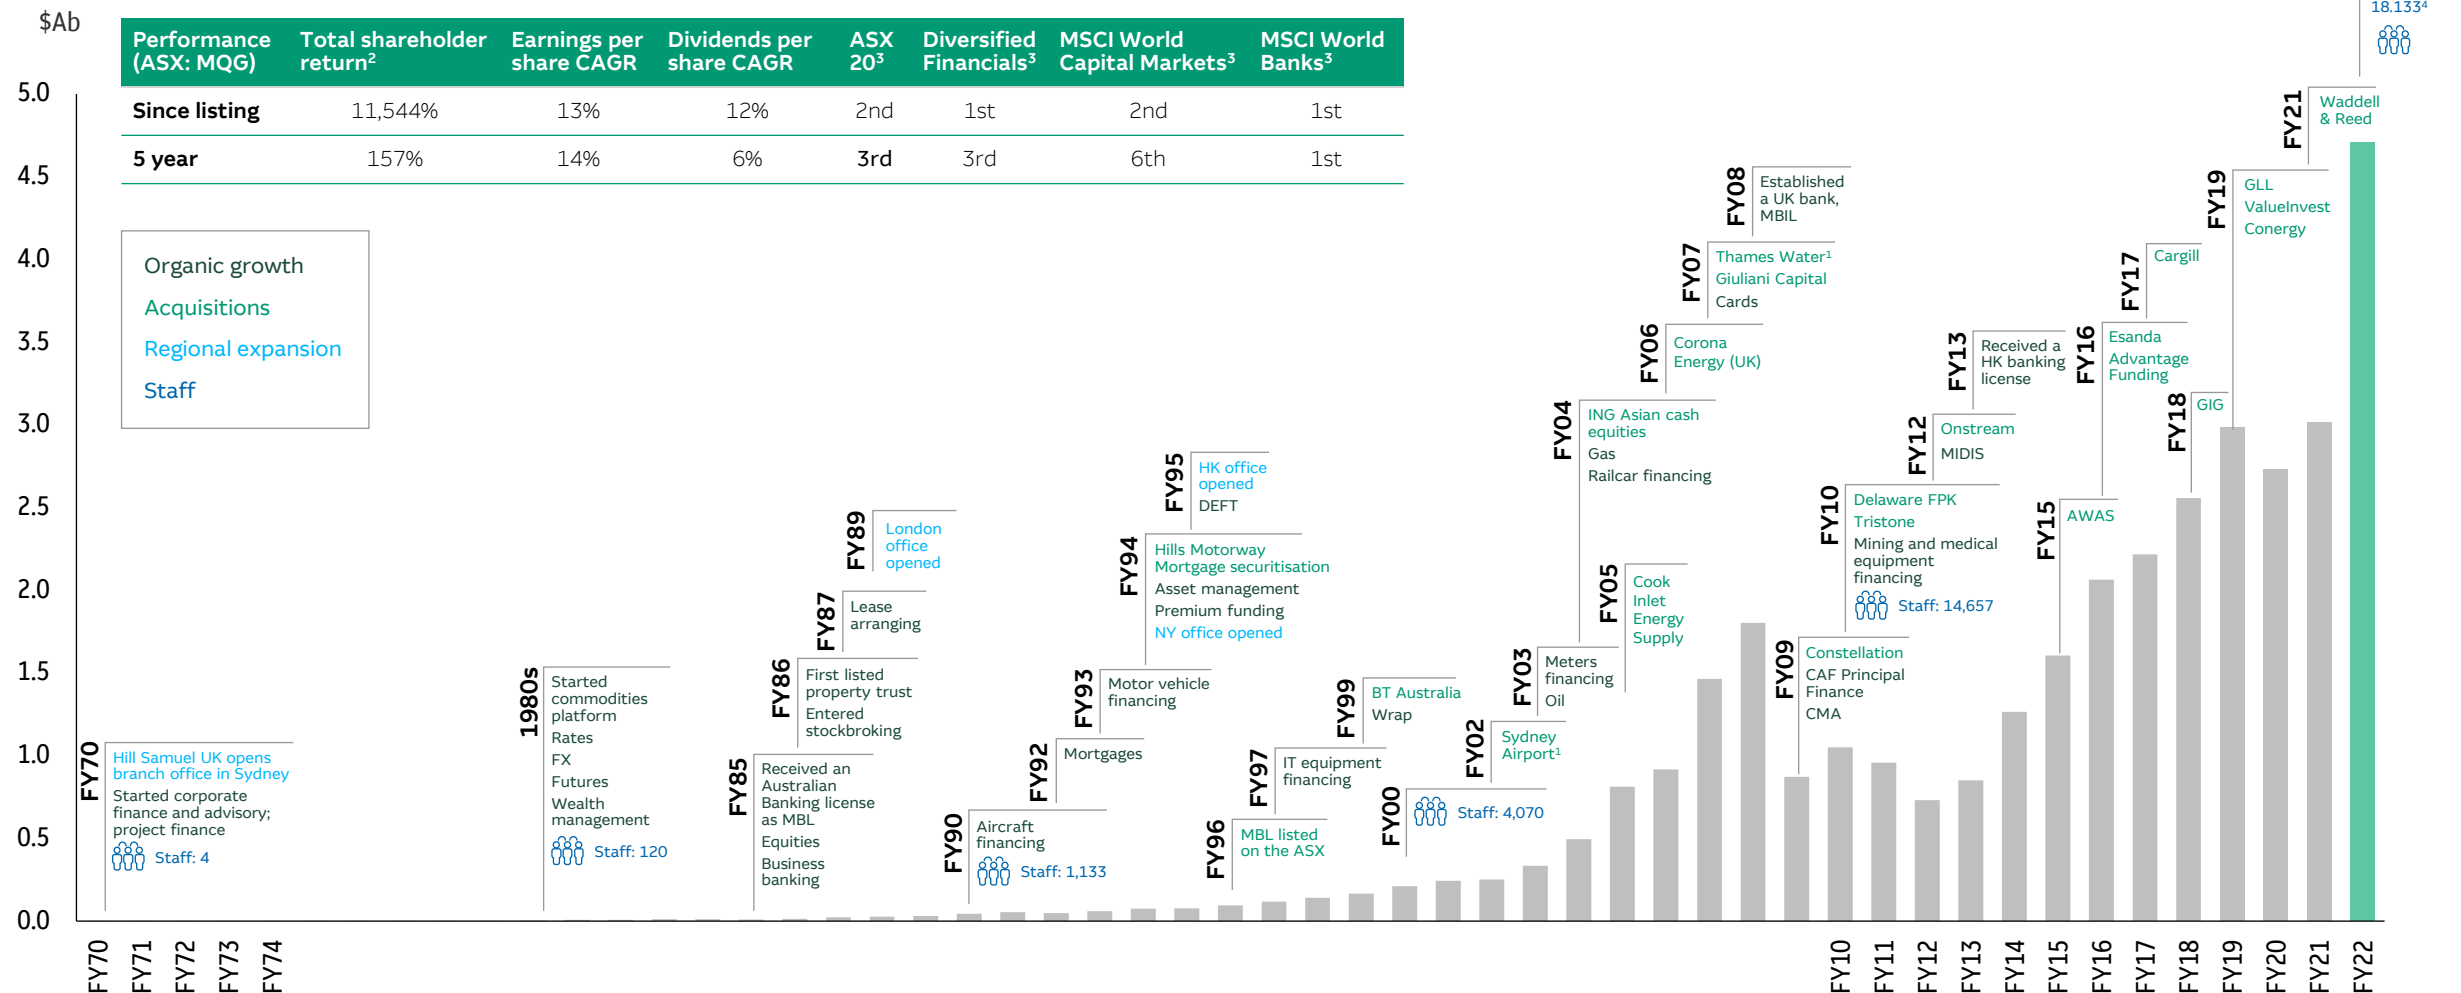 $Ab
18.133⁴
Performance (ASX: MQG) Total shareholder return² Earnings per share CAGR Dividends per share CAGR ASX 20³ Diversified Financials³ MSCI World Capital Markets³ MSCI World Banks³
Since listing 11,544% 13% 12% 2nd 1st 2nd 1st
5 year 157% 14% 6% 3rd 3rd 6th 1st
Organic growth
Acquisitions
Regional expansion
Staff
5.0
4.5
4.0
3.5
3.0
2.5
2.0
1.5
1.0
0.5
0.0
FY70
Hill Samuel UK opens
branch office in Sydney
Started corporate
finance and advisory;
project finance
Staff: 4
1980s
Started
commodities
platform
Rates
FX
Futures
Wealth
management
Staff: 120
FY85
Received an
Australian
Banking license
as MBL
Equities
Business
banking
FY86
First listed
property trust
Entered
stockbroking
FY87
Lease
arranging
FY89
London
office
opened
FY90
Aircraft
financing
Staff: 1,133
FY92
Mortgages
FY93
Motor vehicle
financing
FY94
Hills Motorway
Mortgage securitisation
Asset management
Premium funding
NY office opened
FY95
HK office
opened
DEFT
FY96
MBL listed
on the ASX
FY97
IT equipment
financing
FY99
BT Australia
Wrap
FY00
Staff: 4,070
FY02
Sydney
Airport¹
FY03
Meters
financing
Oil
FY04
ING Asian cash
equities
Gas
Railcar financing
FY05
Cook
Inlet
Energy
Supply
FY06
Corona
Energy (UK)
FY07
Thames Water¹
Giuliani Capital
Cards
FY08
Established
a UK bank,
MBIL
FY09
Constellation
CAF Principal
Finance
CMA
FY10
Delaware FPK
Tristone
Mining and medical
equipment
financing
Staff: 14,657
FY12
Onstream
MIDIS
FY13
Received a
HK banking
license
FY15
AWAS
FY16
Esanda
Advantage
Funding
FY17
Cargill
FY18
GIG
FY19
GLL
ValueInvest
Conergy
FY21
Waddell
& Reed
FY70 FY71 FY72 FY73 FY74 FY10 FY11 FY12 FY13 FY14 FY15 FY16 FY17 FY18 FY19 FY20 FY21 FY22